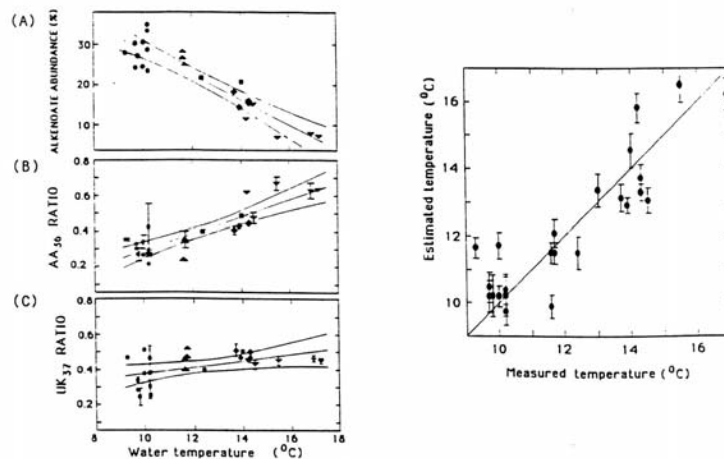 (A)
ALKENOATE ABUNDANCE (%)
30
20
10
(B)
AA36 RATIO
0.8
0.6
0.4
0.2
(C)
UK37 RATIO
0.8
0.6
0.4
0.2
8 10 12 14 16 18
Water temperature (°C)
Estimated temperature (°C)
16
14
12
10
10 12 14 16
Measured temperature (°C)